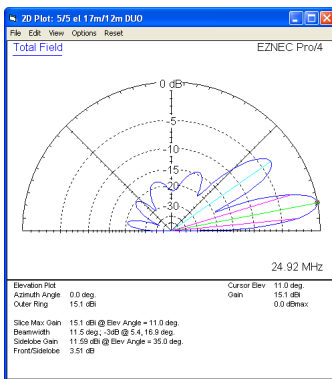 2D Plot: 5/5 el 17m/12m DUO
File Edit View Options Reset
Total Field EZNEC Pro/4
0 dB
-5
-10
-15
-20
-30
24.92 MHz
Elevation Plot Cursor Elev 11.0 deg.
Azimuth Angle 0.0 deg. Gain 15.1 dBi
Outer Ring 15.1 dBi 0.0 dBmax
Slice Max Gain 15.1 dBi @ Elev Angle = 11.0 deg.
Beamwidth 11.5 deg.; -3dB @ 5.4, 16.9 deg.
Sidelobe Gain 11.59 dBi @ Elev Angle = 35.0 deg.
Front/Sidelobe 3.51 dB